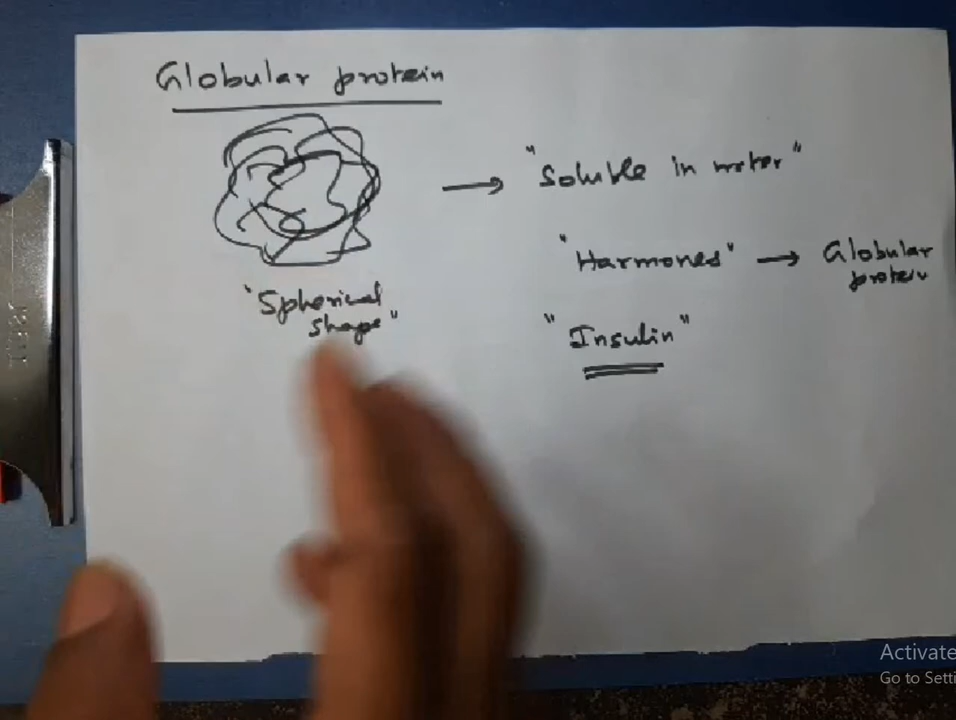 Globular protein
"Soluble in water"
"Harmones" → Globular
protein
"Spherical
shape"
"Insulin"
Activate
Go to Setti